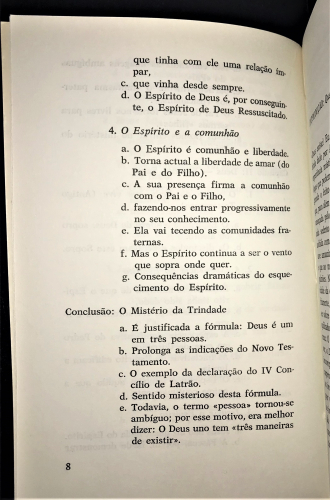 que tinha com ele uma relação ím-
par,
c. que vinha desde sempre.
d. O Espírito de Deus é, por conseguin-
te, o Espírito de Deus Ressuscitado.
4. O Espírito e a comunhão
a. O Espírito é comunhão e liberdade.
b. Torna actual a liberdade de amar (do
Pai e do Filho).
c. A sua presença firma a comunhão
com o Pai e o Filho,
d. fazendo-nos entrar progressivamente
no seu conhecimento.
e. Ela vai tecendo as comunidades fra-
ternas.
f. Mas o Espírito continua a ser o vento
que sopra onde quer.
g. Consequências dramáticas do esque-
cimento do Espírito.
Conclusão: O Mistério da Trindade
a. É justificada a fórmula: Deus é um
em três pessoas.
b. Prolonga as indicações do Novo Tes-
tamento.
c. O exemplo da declaração do IV Con-
cílio de Latrão.
d. Sentido misterioso desta fórmula.
e. Todavia, o termo «pessoa» tornou-se
ambíguo; por esse motivo, era melhor
dizer: O Deus uno tem «três maneiras
de existir».
8